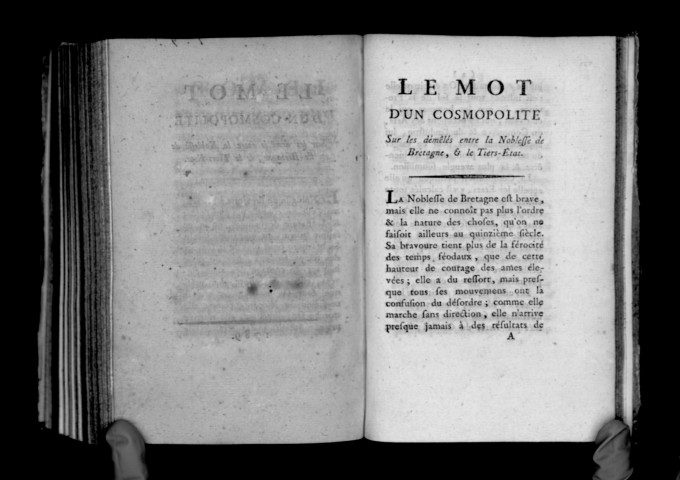 LE MOT
D'UN COSMOPOLITE
Sur les démêlés entre la Noblesse de
Bretagne, & le Tiers-État.
LA Noblesse de Bretagne est brave,
mais elle ne connoît pas plus l'ordre
& la nature des choses, qu'on ne
faisoit ailleurs au quinzième siècle.
Sa bravoure tient plus de la férocité
des temps féodaux, que de cette
hauteur de courage des ames éle-
vées; elle a du ressort, mais pres-
que tous ses mouvemens ont la
confusion du désordre; comme elle
marche sans direction, elle n'arrive
presque jamais à des résultats de
A